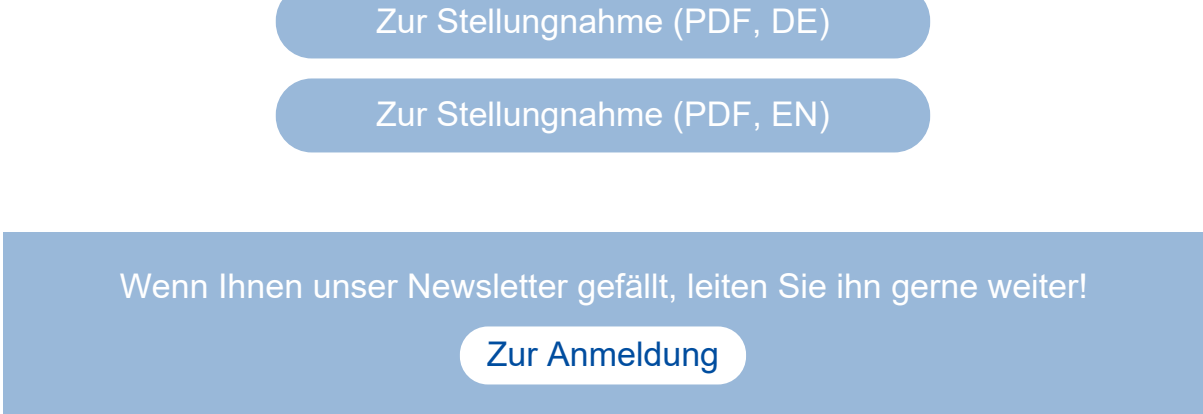 Zur Stellungnahme (PDF, DE)
Zur Stellungnahme (PDF, EN)
Wenn Ihnen unser Newsletter gefällt, leiten Sie ihn gerne weiter!
Zur Anmeldung